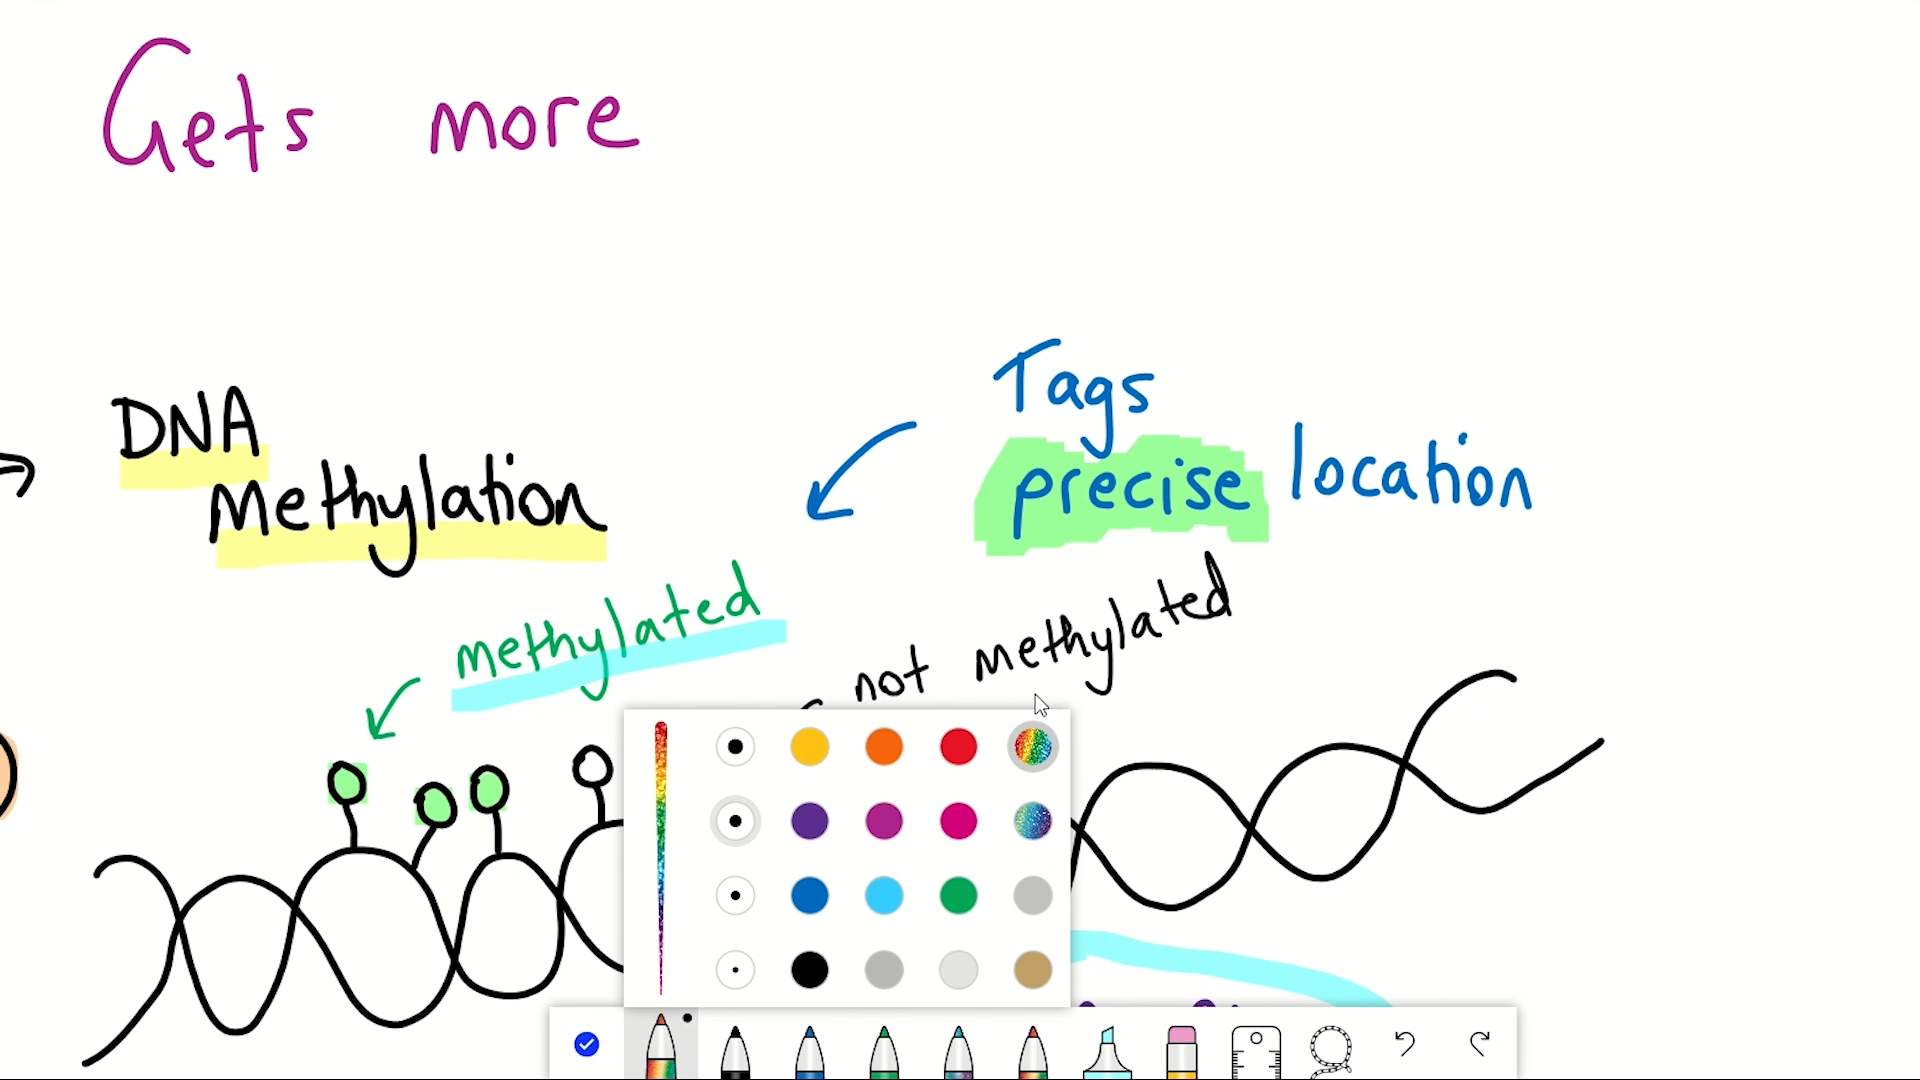 Gets more
Tags
DNA
precise location
Methylation
methylated
not methylated